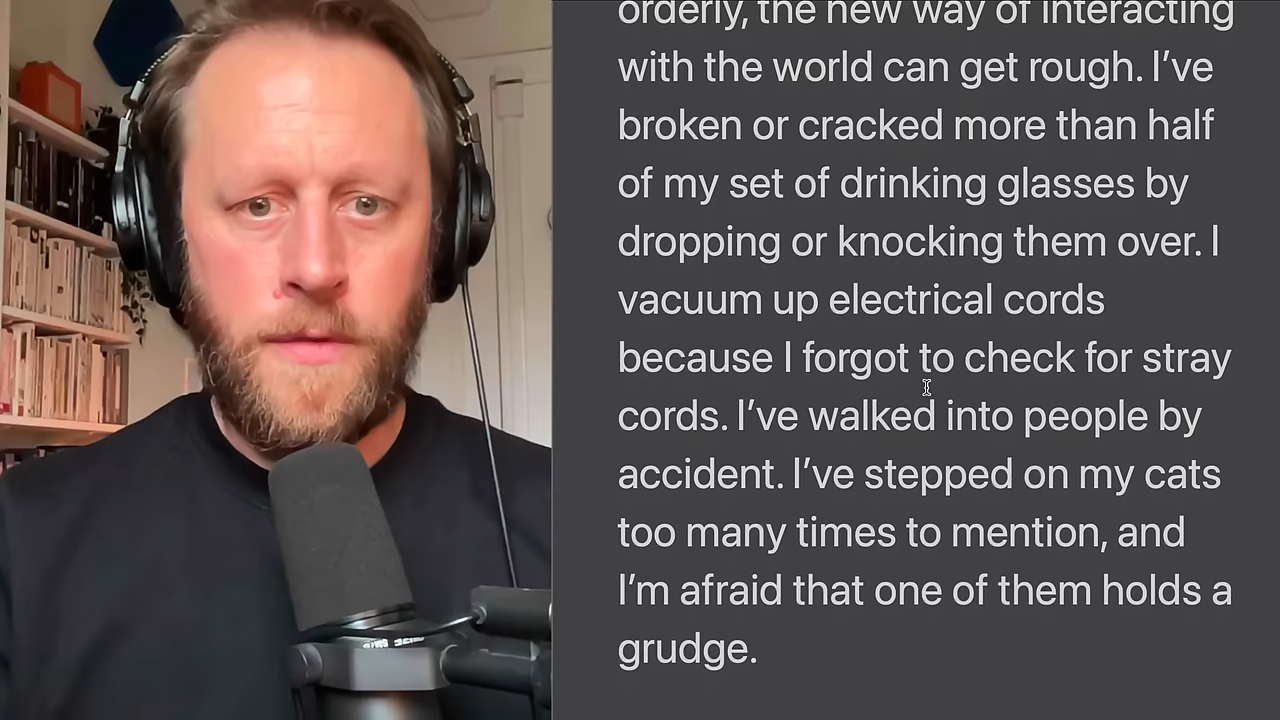 orderly, the new way of interacting
with the world can get rough. I’ve
broken or cracked more than half
of my set of drinking glasses by
dropping or knocking them over. I
vacuum up electrical cords
because I forgot to check for stray
cords. I’ve walked into people by
accident. I’ve stepped on my cats
too many times to mention, and
I’m afraid that one of them holds a
grudge.